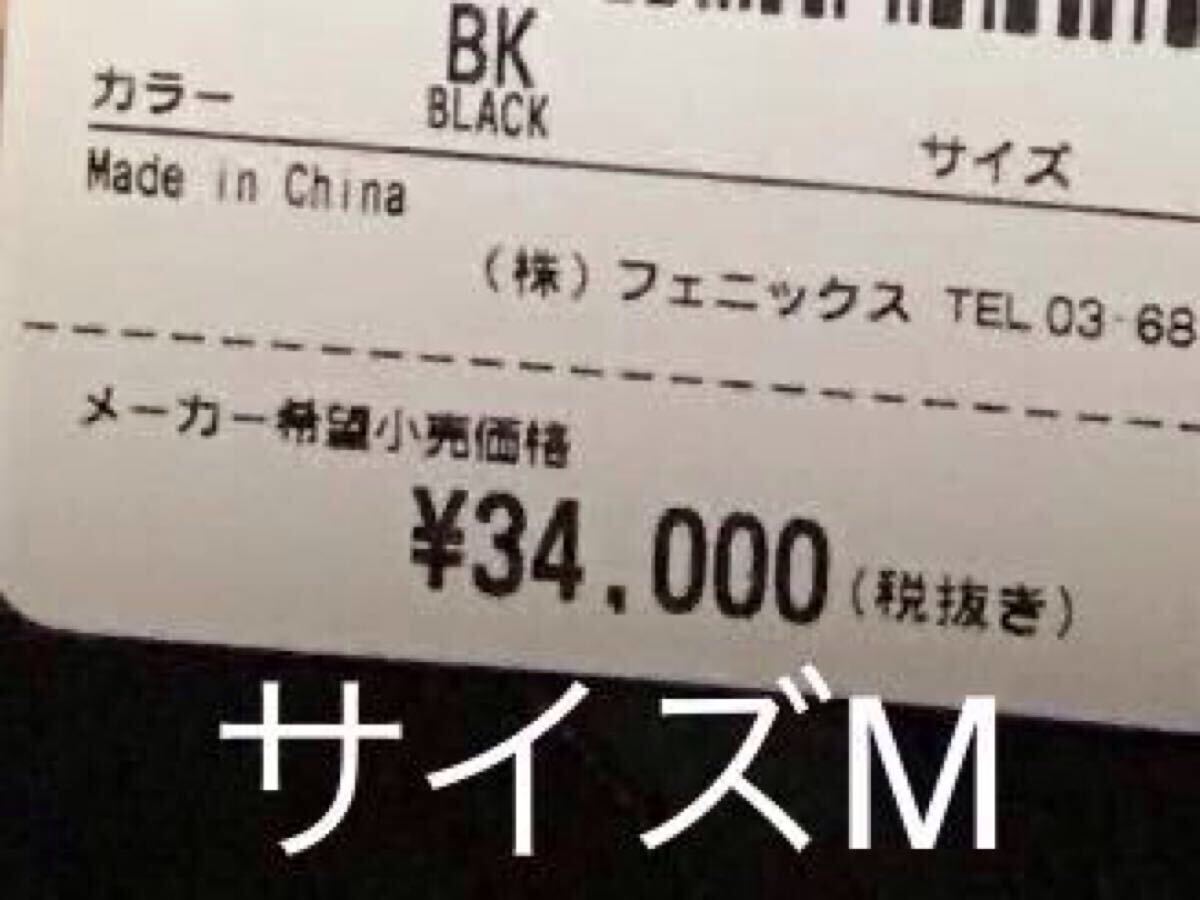 BK
カラー BLACK サイズ
Made in China
(株)フェニックス TEL 03-68
メーカー希望小売価格
¥34,000(税抜き)
サイズM